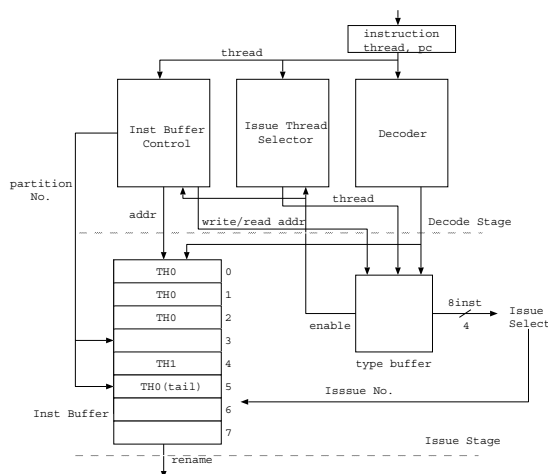 instruction
thread, pc
thread
Inst Buffer
Control
Issue Thread
Selector
Decoder
partition
No.
addr
write/read addr
thread
Decode Stage
TH0
0
TH0
1
TH0
2
3
TH1
4
TH0(tail)
5
6
7
Inst Buffer
enable
type buffer
8inst
4
Issue
Select
Isssue No.
Issue Stage
rename